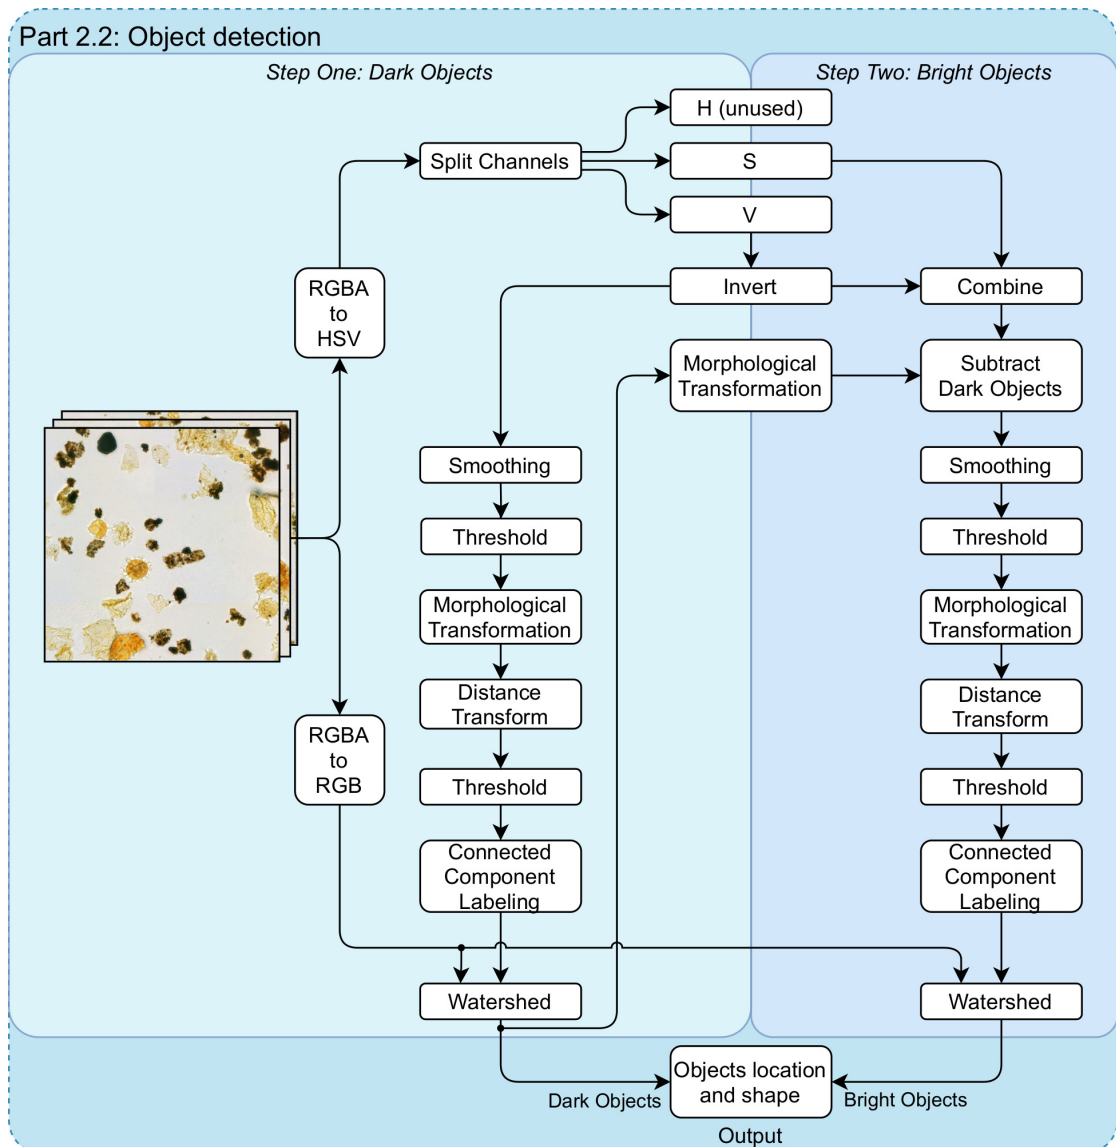 Part 2.2: Object detection
Step One: Dark Objects
Step Two: Bright Objects
H (unused)
Split Channels
S
V
RGBA
to
HSV
Invert
Combine
Morphological
Transformation
Subtract
Dark Objects
Smoothing
Smoothing
Threshold
Threshold
Morphological
Transformation
Morphological
Transformation
Distance
Transform
Distance
Transform
RGBA
to
RGB
Threshold
Threshold
Connected
Component
Labeling
Connected
Component
Labeling
Watershed
Watershed
Objects location
and shape
Dark Objects
Bright Objects
Output